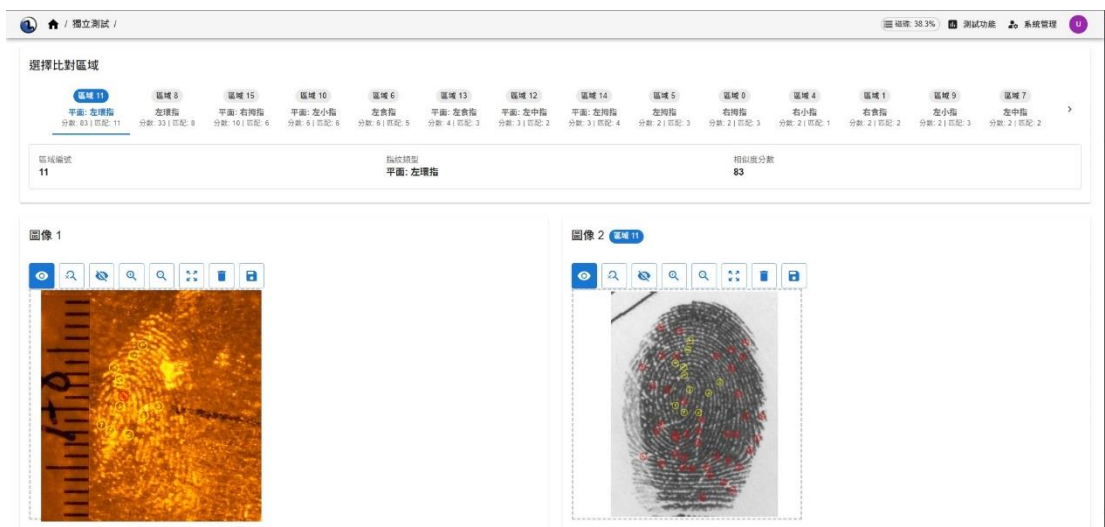 / 獨立測試 /
磁碟: 38.3%
測試功能
系統管理
U
選擇比對區域
區域 11
區域 8
區域 15
區域 10
區域 6
區域 13
區域 12
區域 14
區域 5
區域 0
區域 4
區域 1
區域 9
區域 7
平面: 左環指
左環指
平面: 右拇指
平面: 左小指
左食指
平面: 左食指
平面: 左中指
平面: 左拇指
左拇指
右拇指
右小指
右食指
左小指
左中指
分數: 83 | 匹配: 11
分數: 33 | 匹配: 8
分數: 10 | 匹配: 6
分數: 6 | 匹配: 6
分數: 6 | 匹配: 5
分數: 4 | 匹配: 3
分數: 3 | 匹配: 2
分數: 3 | 匹配: 4
分數: 2 | 匹配: 3
分數: 2 | 匹配: 3
分數: 2 | 匹配: 1
分數: 2 | 匹配: 2
分數: 2 | 匹配: 3
分數: 2 | 匹配: 2
區域編號
指紋類型
相似度分數
11
平面: 左環指
83
圖像 1
圖像 2
區域 11